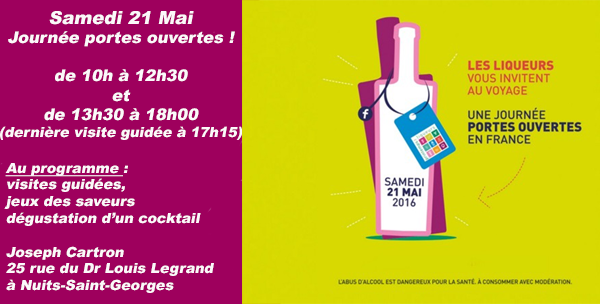 Samedi 21 Mai
Journée portes ouvertes !
de 10h à 12h30
et
de 13h30 à 18h00
(dernière visite guidée à 17h15)
Au programme :
visites guidées,
jeux des saveurs
dégustation d'un cocktail
Joseph Cartron
25 rue du Dr Louis Legrand
à Nuits-Saint-Georges
LES LIQUEURS
VOUS INVITENT
AU VOYAGE
UNE JOURNÉE
PORTES OUVERTES
EN FRANCE
f
SAMEDI
21 MAI
2016
L'ABUS D'ALCOOL EST DANGEREUX POUR LA SANTÉ. À CONSOMMER AVEC MODÉRATION.